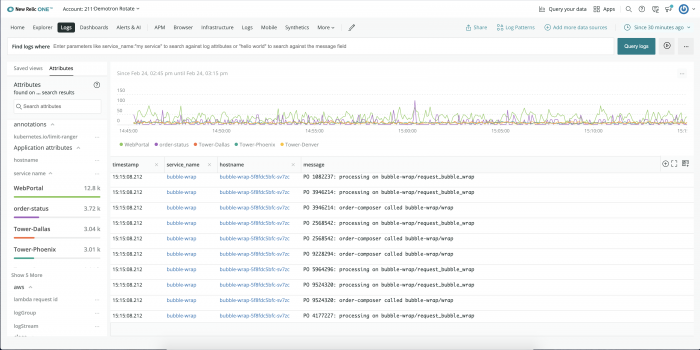 New Relic ONE™ Account: 211 Demotron Rotate Query your data Apps
Home Explorer Logs Dashboards Alerts & AI APM Browser Infrastructure Logs Mobile Synthetics More Share Log Patterns Add more data sources Since 30 minutes ago
Find logs where Enter parameters like service_name:"my service" to search against log attributes or "hello world" to search against the message field Query logs
Saved views Attributes
Attributes
found on ... search results
Search attributes
annotations
kubernetes.io/limit-ranger
Application attributes
hostname
service name
WebPortal 12.8 k
order-status 3.72 k
Tower-Dallas 3.04 k
Tower-Phoenix 3.01 k
Show 5 More
aws
lambda request id
logGroup
logStream
Since Feb 24, 02:45 pm until Feb 24, 03:15 pm
150
100
50
0
14:45:00 14:50:00 14:55:00 15:00:00 15:05:00 15:10:00 15:1
WebPortal order-status Tower-Dallas Tower-Phoenix Tower-Denver
timestamp service_name hostname message
15:15:08.212 bubble-wrap bubble-wrap-5f8fdc5bfc-sv7zc PO 1082237: processing on bubble-wrap/request_bubble_wrap
15:15:08.212 bubble-wrap bubble-wrap-5f8fdc5bfc-sv7zc PO 3946214: processing on bubble-wrap/request_bubble_wrap
15:15:08.212 bubble-wrap bubble-wrap-5f8fdc5bfc-sv7zc PO 3946214: order-composer called bubble-wrap/wrap
15:15:08.212 bubble-wrap bubble-wrap-5f8fdc5bfc-sv7zc PO 2568542: processing on bubble-wrap/request_bubble_wrap
15:15:08.212 bubble-wrap bubble-wrap-5f8fdc5bfc-sv7zc PO 2568542: order-composer called bubble-wrap/wrap
15:15:08.212 bubble-wrap bubble-wrap-5f8fdc5bfc-sv7zc PO 9228294: order-composer called bubble-wrap/wrap
15:15:08.212 bubble-wrap bubble-wrap-5f8fdc5bfc-sv7zc PO 5964296: processing on bubble-wrap/request_bubble_wrap
15:15:08.212 bubble-wrap bubble-wrap-5f8fdc5bfc-sv7zc PO 9524320: processing on bubble-wrap/request_bubble_wrap
15:15:08.212 bubble-wrap bubble-wrap-5f8fdc5bfc-sv7zc PO 9524320: order-composer called bubble-wrap/wrap
15:15:08.212 bubble-wrap bubble-wrap-5f8fdc5bfc-sv7zc PO 4177227: processing on bubble-wrap/request_bubble_wrap